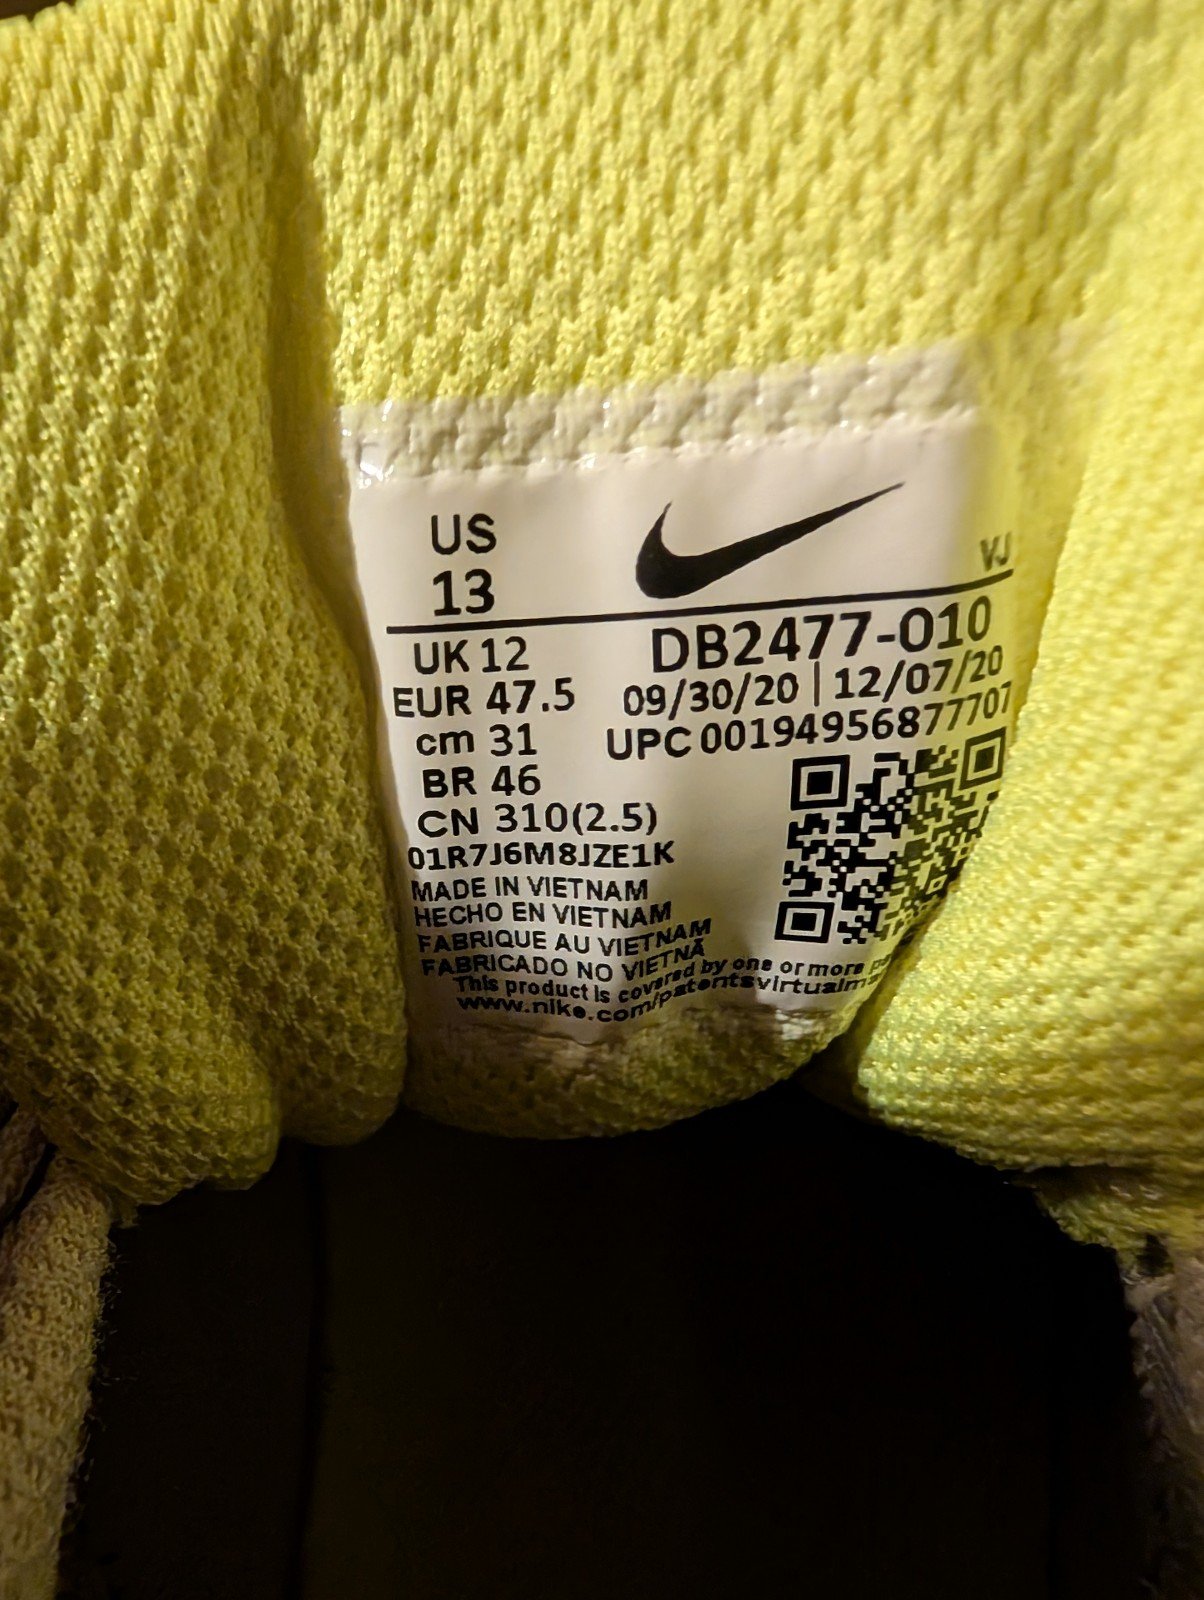 US
13
VJ
UK 12
DB2477-010
EUR 47.5
09/30/20 | 12/07/20
cm 31
UPC 00194956877707
BR 46
CN 310(2.5)
01R7J6M8JZE1K
MADE IN VIETNAM
HECHO EN VIETNAM
FABRIQUE AU VIETNAM
FABRICADO NO VIETNÃ
This product is covered by one or more
www.nike.com/patentsvirtualm